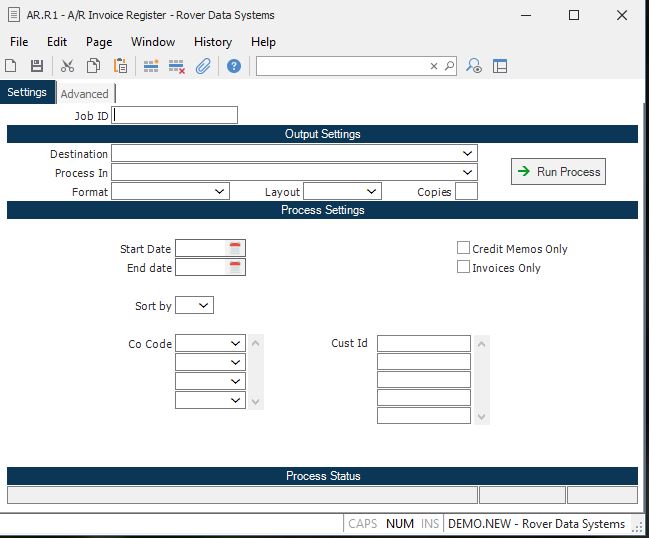 AR.R1 - A/R Invoice Register - Rover Data Systems
File Edit Page Window History Help
Settings Advanced
Job ID
Output Settings
Destination
Process In
Run Process
Format Layout Copies
Process Settings
Start Date Credit Memos Only
End date Invoices Only
Sort by
Co Code Cust Id
Process Status
CAPS NUM INS DEMO.NEW - Rover Data Systems